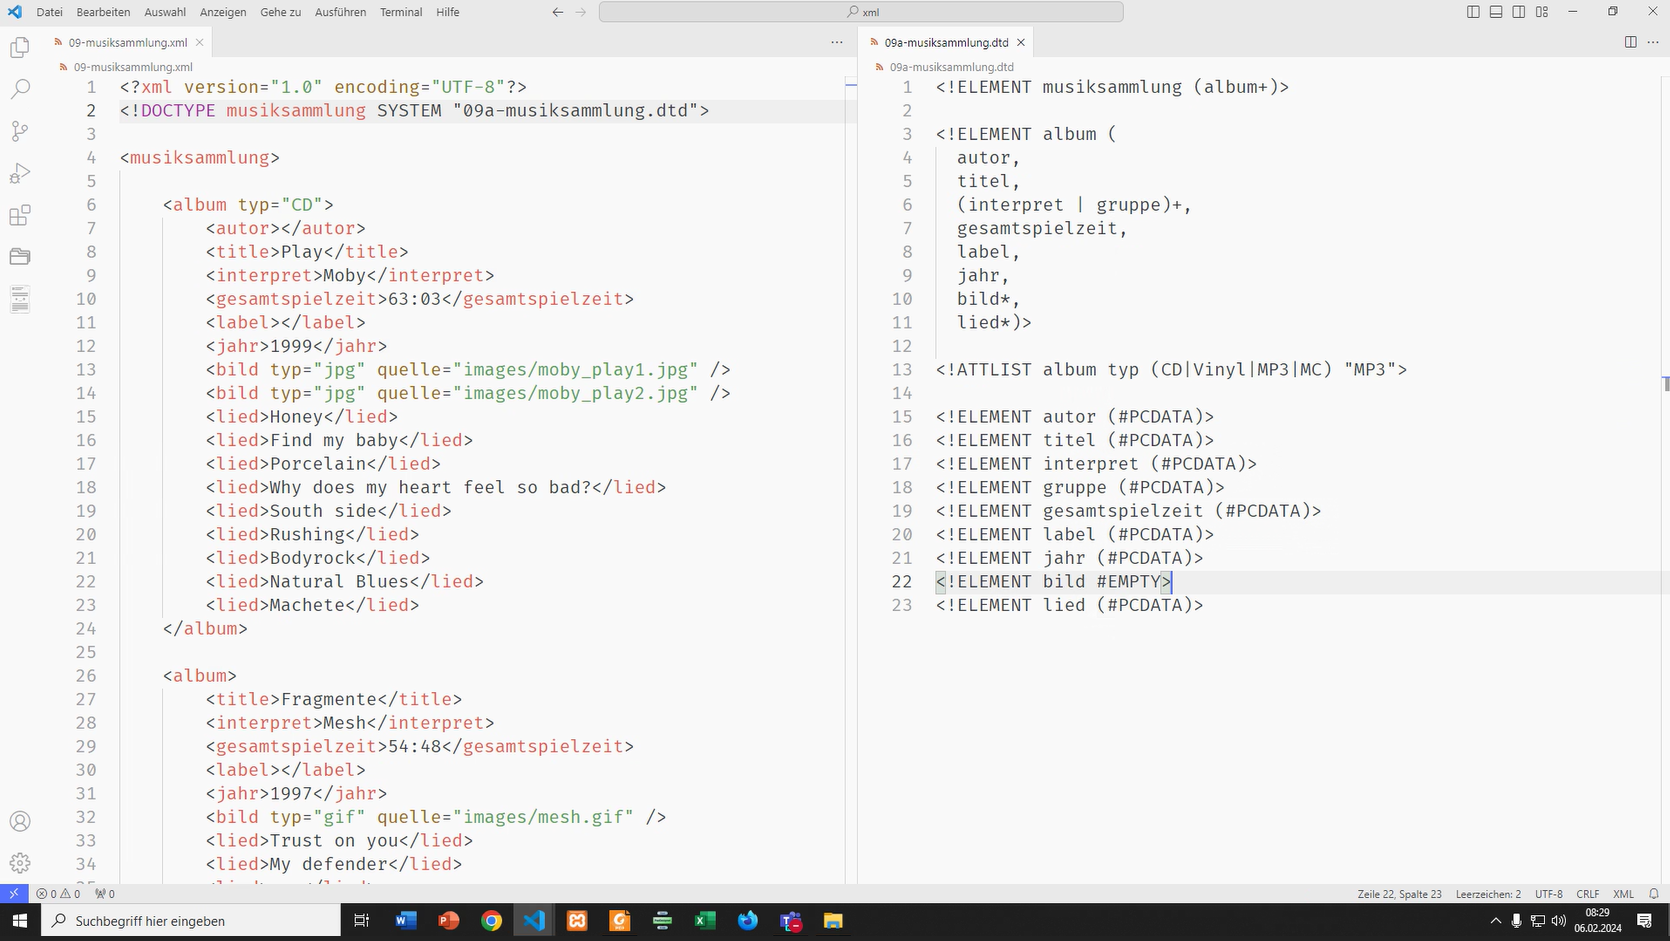 Datei Bearbeiten Auswahl Anzeigen Gehe zu Ausführen Terminal Hilfe
xml
09-musiksammlung.xml
09-musiksammlung.xml
1 <?xml version="1.0" encoding="UTF-8"?>
2 <!DOCTYPE musiksammlung SYSTEM "09a-musiksammlung.dtd">
3
4 <musiksammlung>
5
6 <album typ="CD">
7 <autor></autor>
8 <title>Play</title>
9 <interpret>Moby</interpret>
10 <gesamtspielzeit>63:03</gesamtspielzeit>
11 <label></label>
12 <jahr>1999</jahr>
13 <bild typ="jpg" quelle="images/moby_play1.jpg" />
14 <bild typ="jpg" quelle="images/moby_play2.jpg" />
15 <lied>Honey</lied>
16 <lied>Find my baby</lied>
17 <lied>Porcelain</lied>
18 <lied>Why does my heart feel so bad?</lied>
19 <lied>South side</lied>
20 <lied>Rushing</lied>
21 <lied>Bodyrock</lied>
22 <lied>Natural Blues</lied>
23 <lied>Machete</lied>
24 </album>
25
26 <album>
27 <title>Fragmente</title>
28 <interpret>Mesh</interpret>
29 <gesamtspielzeit>54:48</gesamtspielzeit>
30 <label></label>
31 <jahr>1997</jahr>
32 <bild typ="gif" quelle="images/mesh.gif" />
33 <lied>Trust on you</lied>
34 <lied>My defender</lied>
09a-musiksammlung.dtd
09a-musiksammlung.dtd
1 <!ELEMENT musiksammlung (album+)>
2
3 <!ELEMENT album (
4 autor,
5 titel,
6 (interpret | gruppe)+,
7 gesamtspielzeit,
8 label,
9 jahr,
10 bild*,
11 lied*)>
12
13 <!ATTLIST album typ (CD|Vinyl|MP3|MC) "MP3">
14
15 <!ELEMENT autor (#PCDATA)>
16 <!ELEMENT titel (#PCDATA)>
17 <!ELEMENT interpret (#PCDATA)>
18 <!ELEMENT gruppe (#PCDATA)>
19 <!ELEMENT gesamtspielzeit (#PCDATA)>
20 <!ELEMENT label (#PCDATA)>
21 <!ELEMENT jahr (#PCDATA)>
22 <!ELEMENT bild #EMPTY>
23 <!ELEMENT lied (#PCDATA)>
0 0 0
Zeile 22, Spalte 23 Leerzeichen: 2 UTF-8 CRLF XML
Suchbegriff hier eingeben
08:29
06.02.2024